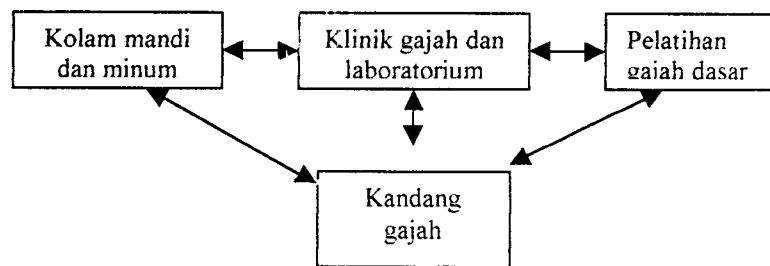 Kolam mandi
dan minum
Klinik gajah dan
laboratorium
Pelatihan
gajah dasar
Kandang
gajah